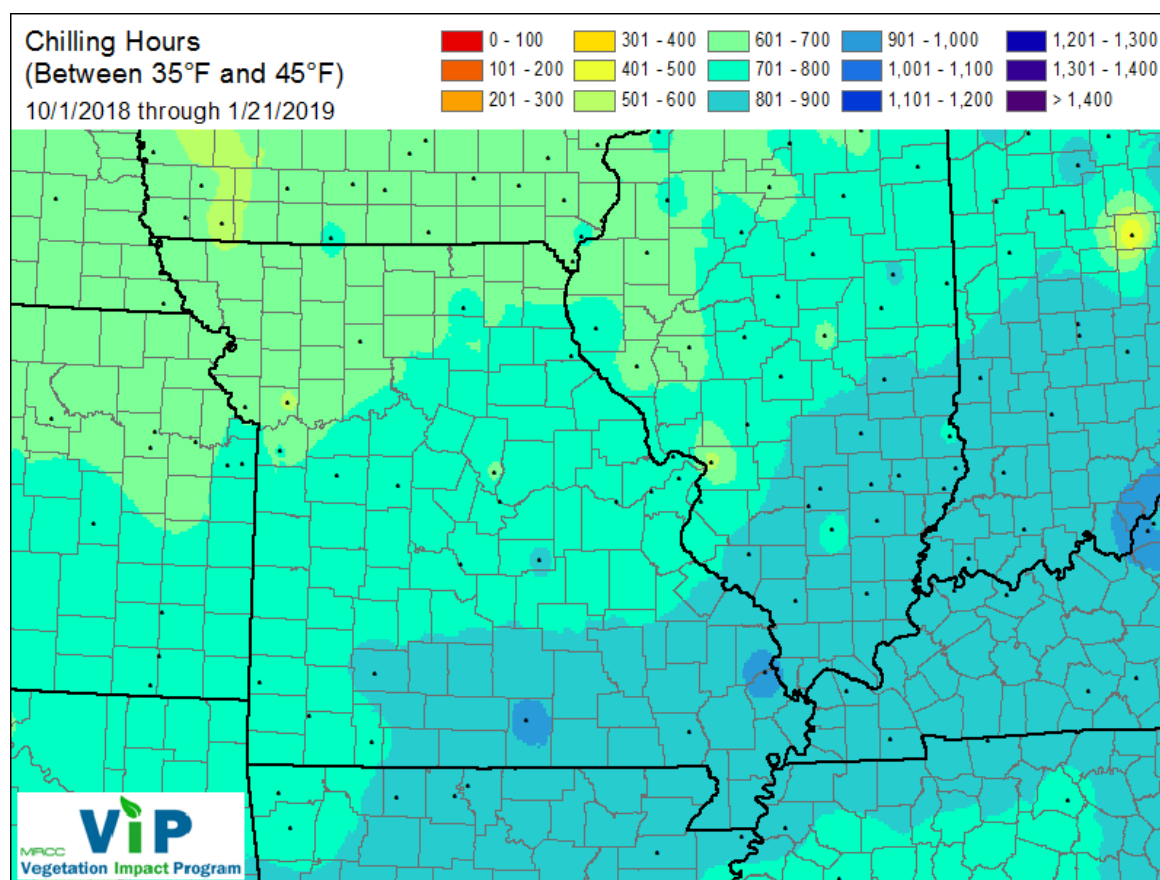 Chilling Hours
(Between 35°F and 45°F)
10/1/2018 through 1/21/2019
0 - 100
101 - 200
201 - 300
301 - 400
401 - 500
501 - 600
601 - 700
701 - 800
801 - 900
901 - 1,000
1,001 - 1,100
1,101 - 1,200
1,201 - 1,300
1,301 - 1,400
> 1,400
ViP
MRCC
Vegetation Impact Program